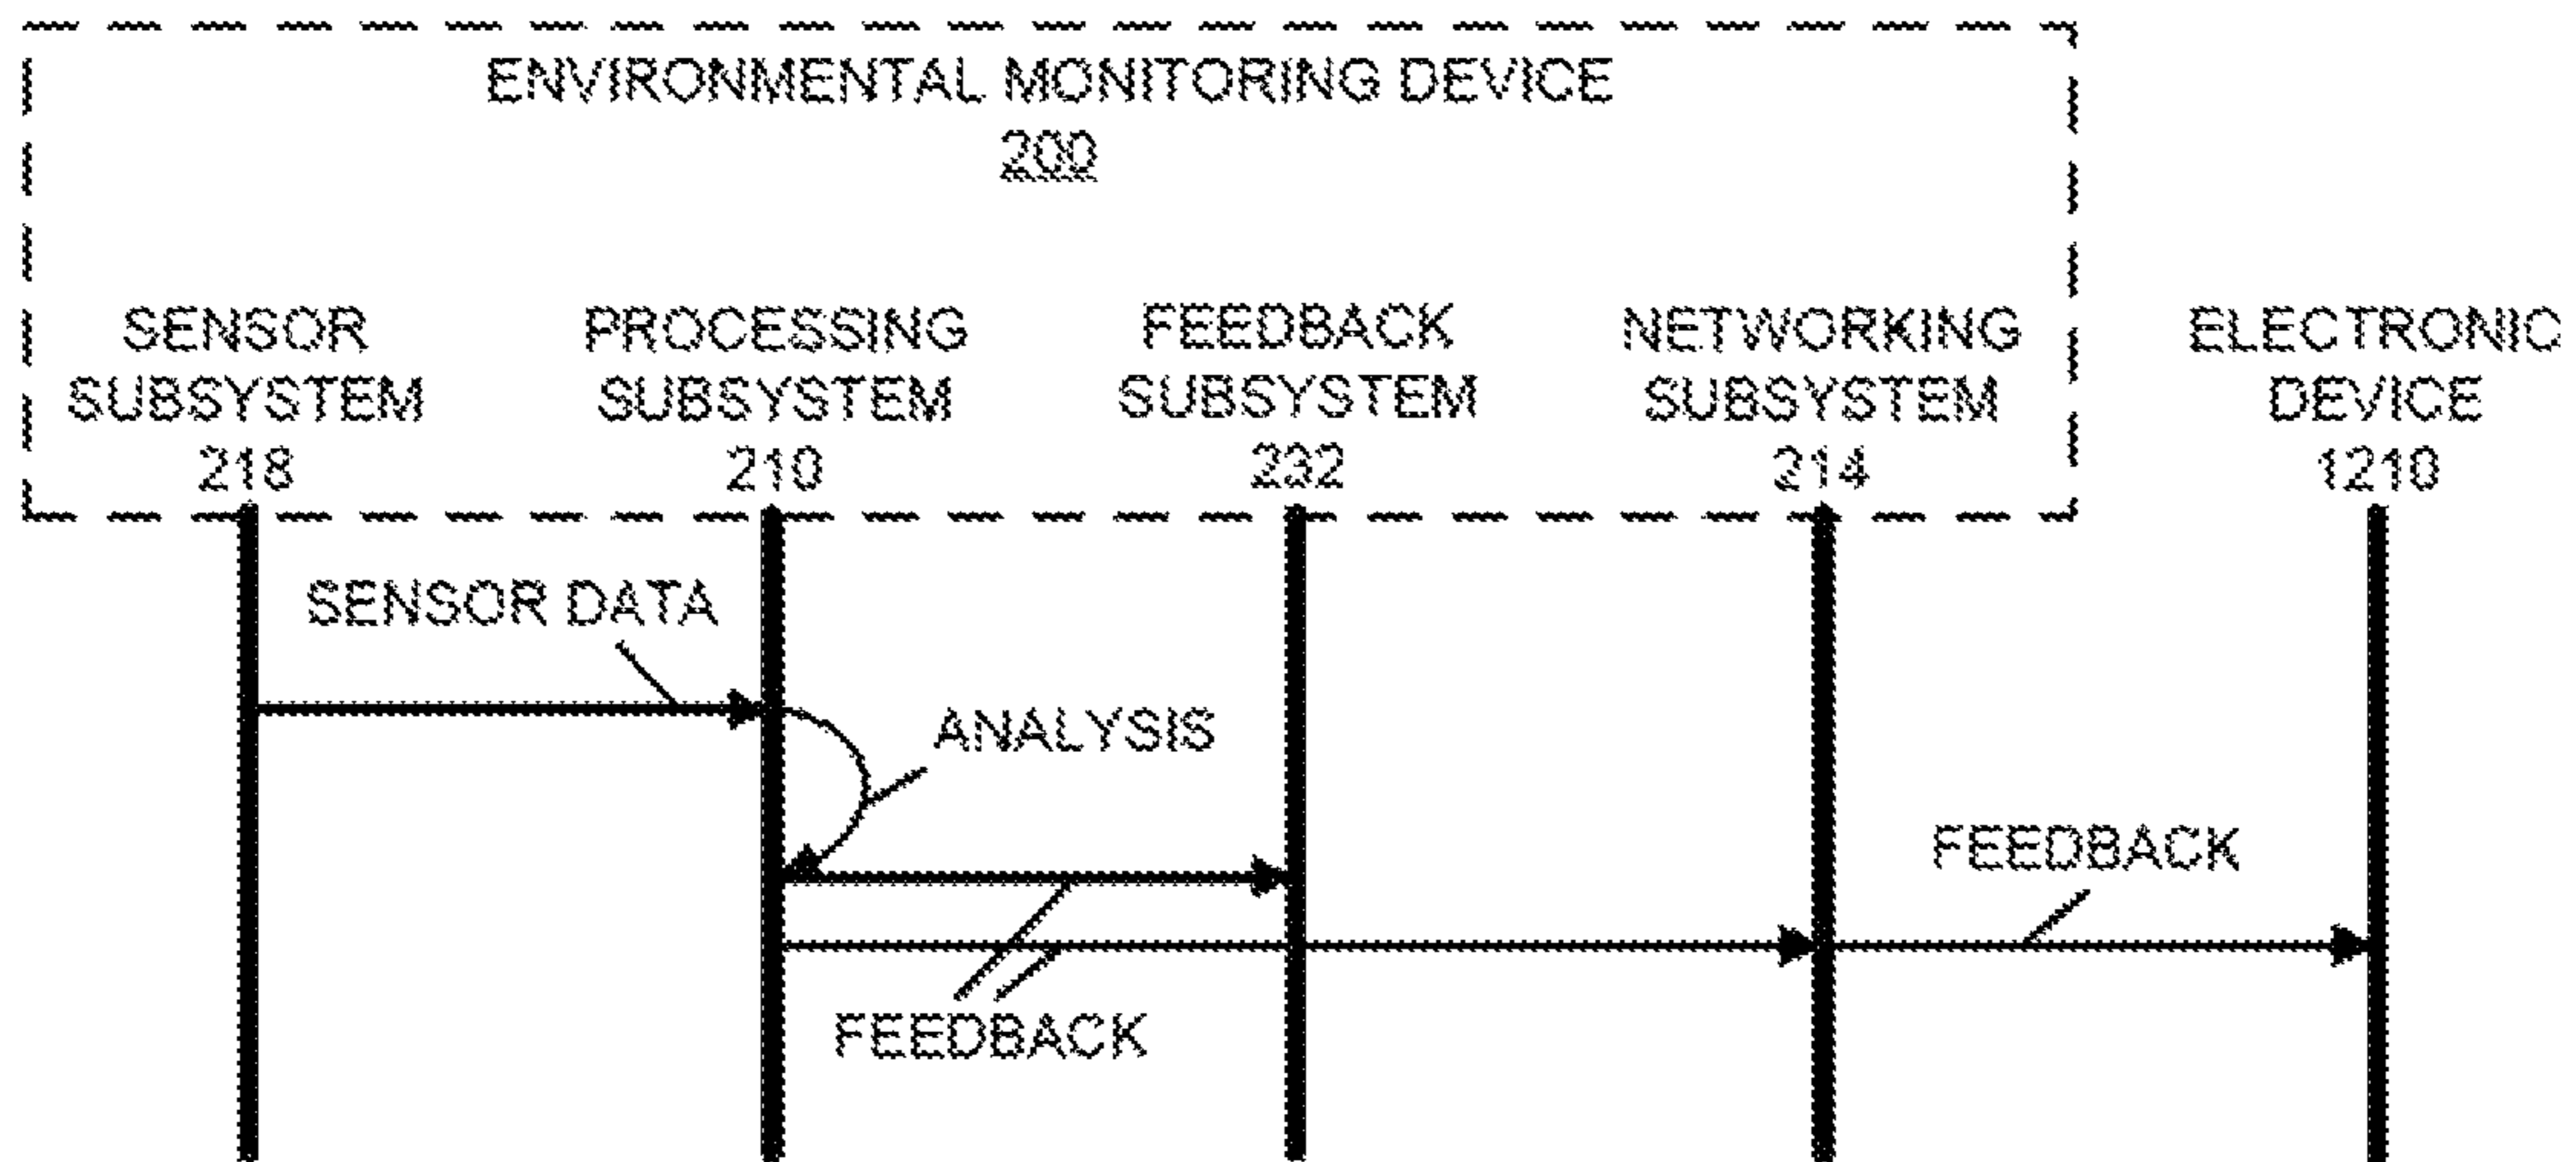 ENVIRONMENTAL MONITORING DEVICE
200
SENSOR
SUBSYSTEM
218
PROCESSING
SUBSYSTEM
210
FEEDBACK
SUBSYSTEM
232
NETWORKING
SUBSYSTEM
214
ELECTRONIC
DEVICE
1210
SENSOR DATA
ANALYSIS
FEEDBACK
FEEDBACK